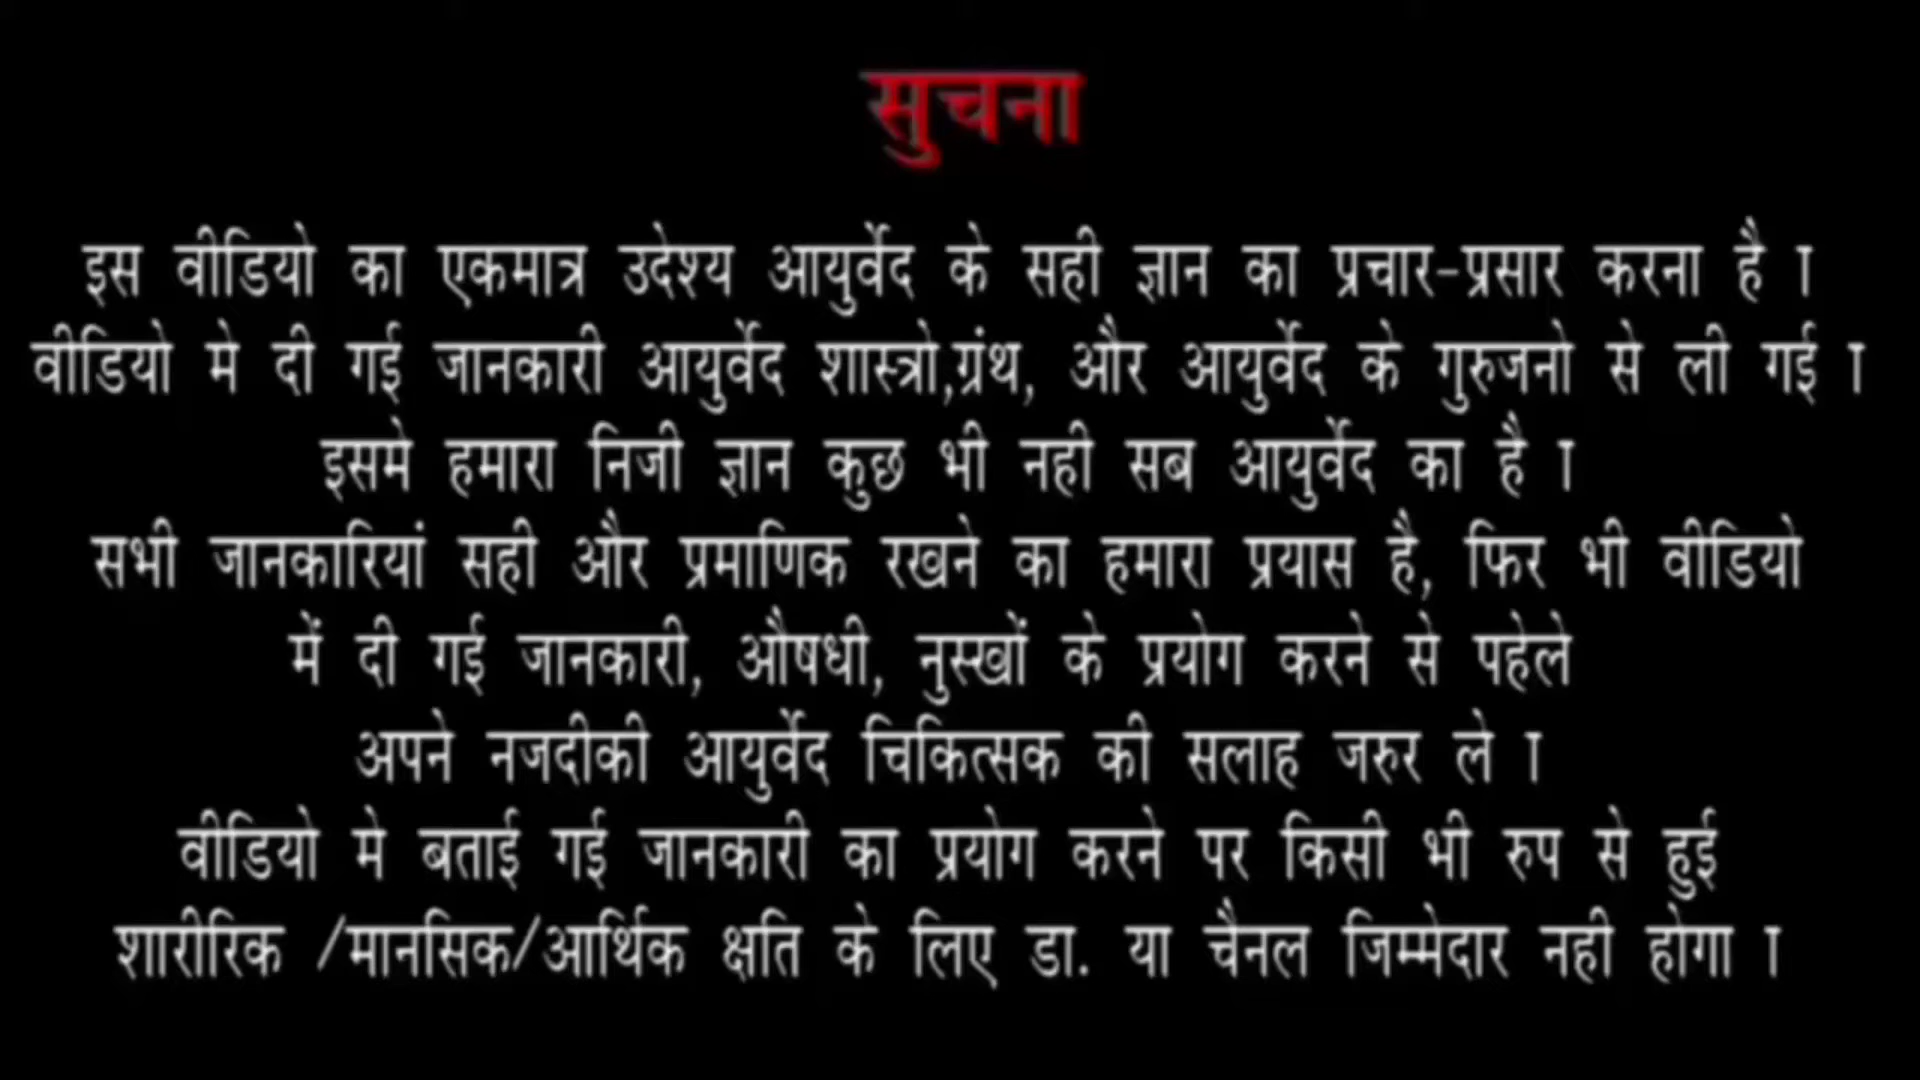 सुचना
इस वीडियो का एकमात्र उदेश्य आयुर्वेद के सही ज्ञान का प्रचार-प्रसार करना है ।
वीडियो मे दी गई जानकारी आयुर्वेद शास्त्रो,ग्रंथ, और आयुर्वेद के गुरुजनो से ली गई ।
इसमे हमारा निजी ज्ञान कुछ भी नही सब आयुर्वेद का है ।
सभी जानकारियां सही और प्रमाणिक रखने का हमारा प्रयास है, फिर भी वीडियो
में दी गई जानकारी, औषधी, नुस्खों के प्रयोग करने से पहेले
अपने नजदीकी आयुर्वेद चिकित्सक की सलाह जरुर ले ।
वीडियो मे बताई गई जानकारी का प्रयोग करने पर किसी भी रुप से हुई
शारीरिक /मानसिक/आर्थिक क्षति के लिए डा. या चैनल जिम्मेदार नही होगा ।